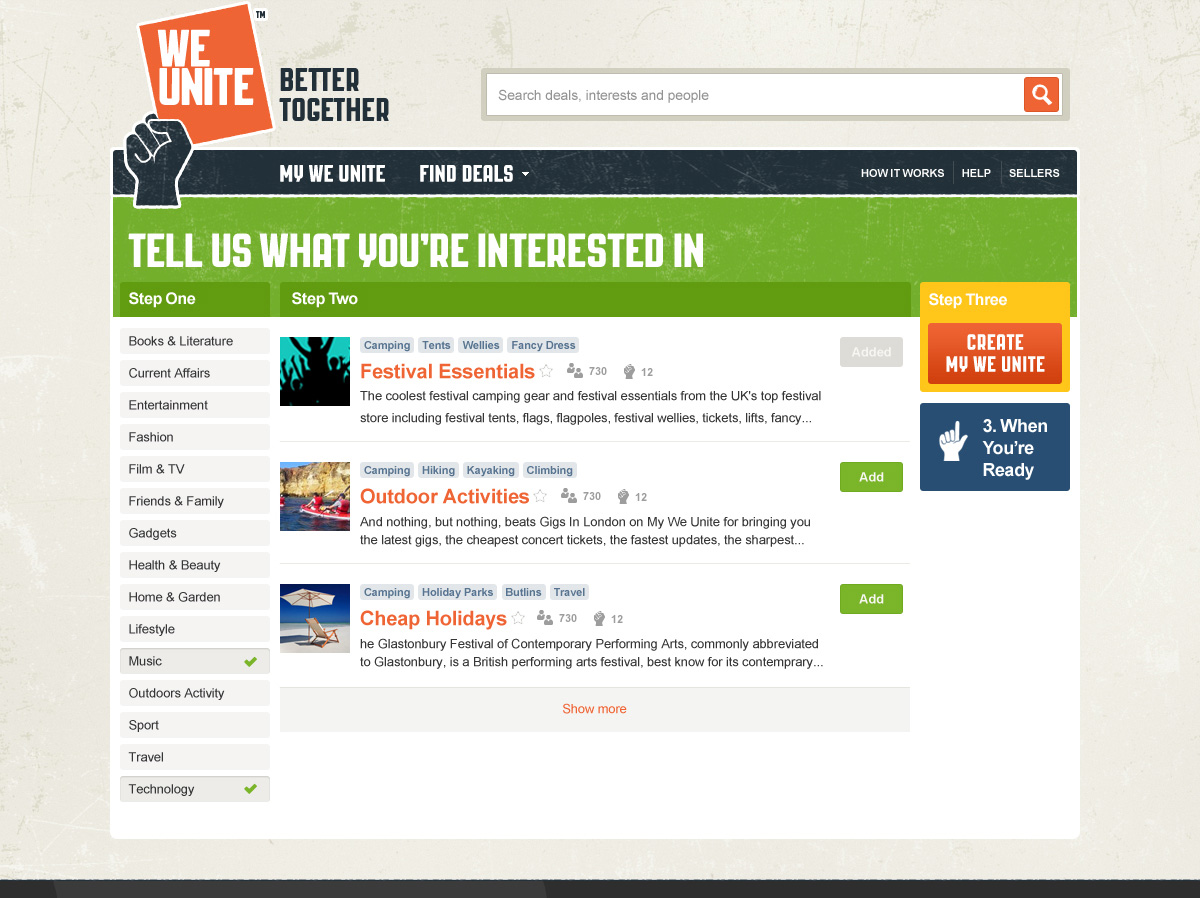 WE
UNITE
TM
BETTER
TOGETHER
Search deals, interests and people
MY WE UNITE
FIND DEALS
HOW IT WORKS
HELP
SELLERS
TELL US WHAT YOU'RE INTERESTED IN
Step One
Books & Literature
Current Affairs
Entertainment
Fashion
Film & TV
Friends & Family
Gadgets
Health & Beauty
Home & Garden
Lifestyle
Music
Outdoors Activity
Sport
Travel
Technology
Step Two
Camping Tents Wellies Fancy Dress
Festival Essentials 730 12
The coolest festival camping gear and festival essentials from the UK's top festival
store including festival tents, flags, flagpoles, festival wellies, tickets, lifts, fancy...
Added
Camping Hiking Kayaking Climbing
Outdoor Activities 730 12
And nothing, but nothing, beats Gigs In London on My We Unite for bringing you
the latest gigs, the cheapest concert tickets, the fastest updates, the sharpest...
Add
Camping Holiday Parks Butlins Travel
Cheap Holidays 730 12
he Glastonbury Festival of Contemporary Performing Arts, commonly abbreviated
to Glastonbury, is a British performing arts festival, best know for its contemprary...
Add
Show more
Step Three
CREATE
MY WE UNITE
3. When
You're
Ready